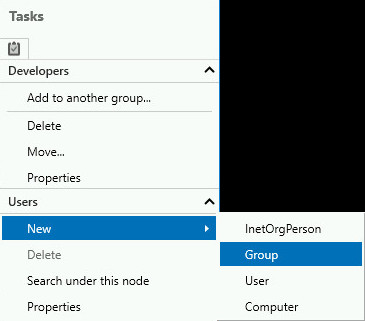 Tasks
Developers
Add to another group...
Delete
Move...
Properties
Users
New
Delete
Search under this node
Properties
InetOrgPerson
Group
User
Computer